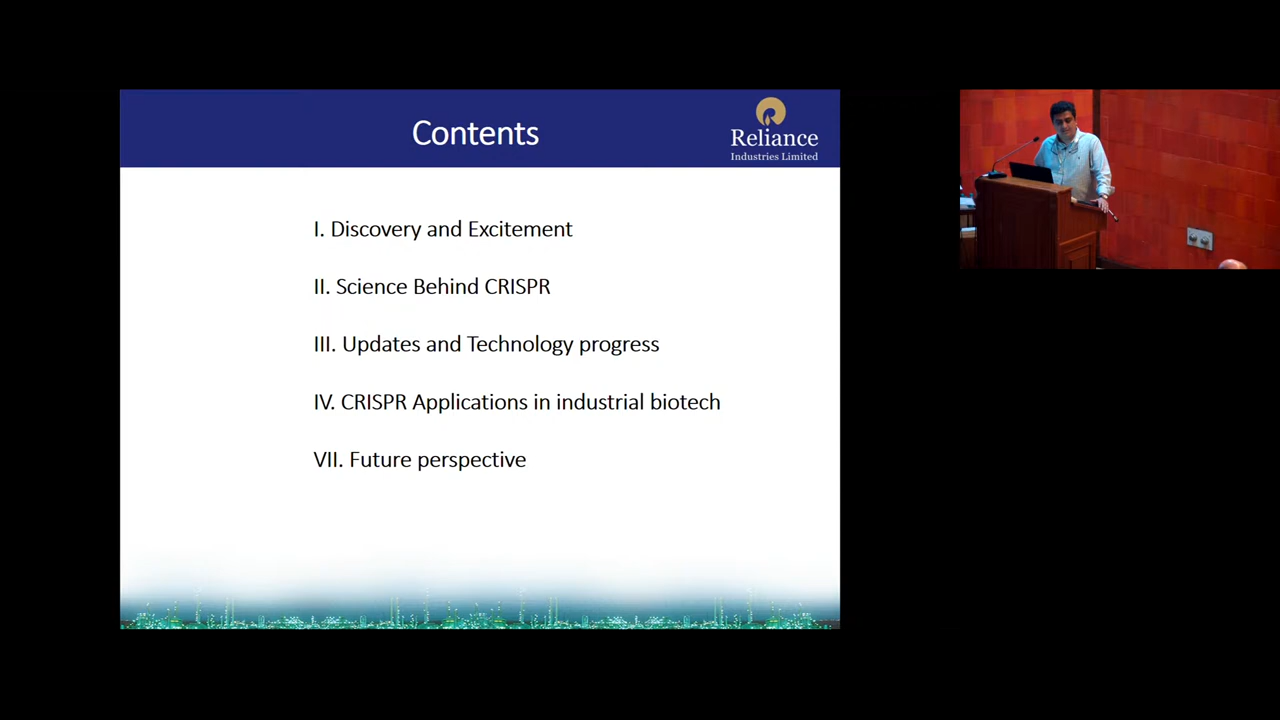 Contents
Reliance
Industries Limited
I. Discovery and Excitement
II. Science Behind CRISPR
III. Updates and Technology progress
IV. CRISPR Applications in industrial biotech
VII. Future perspective